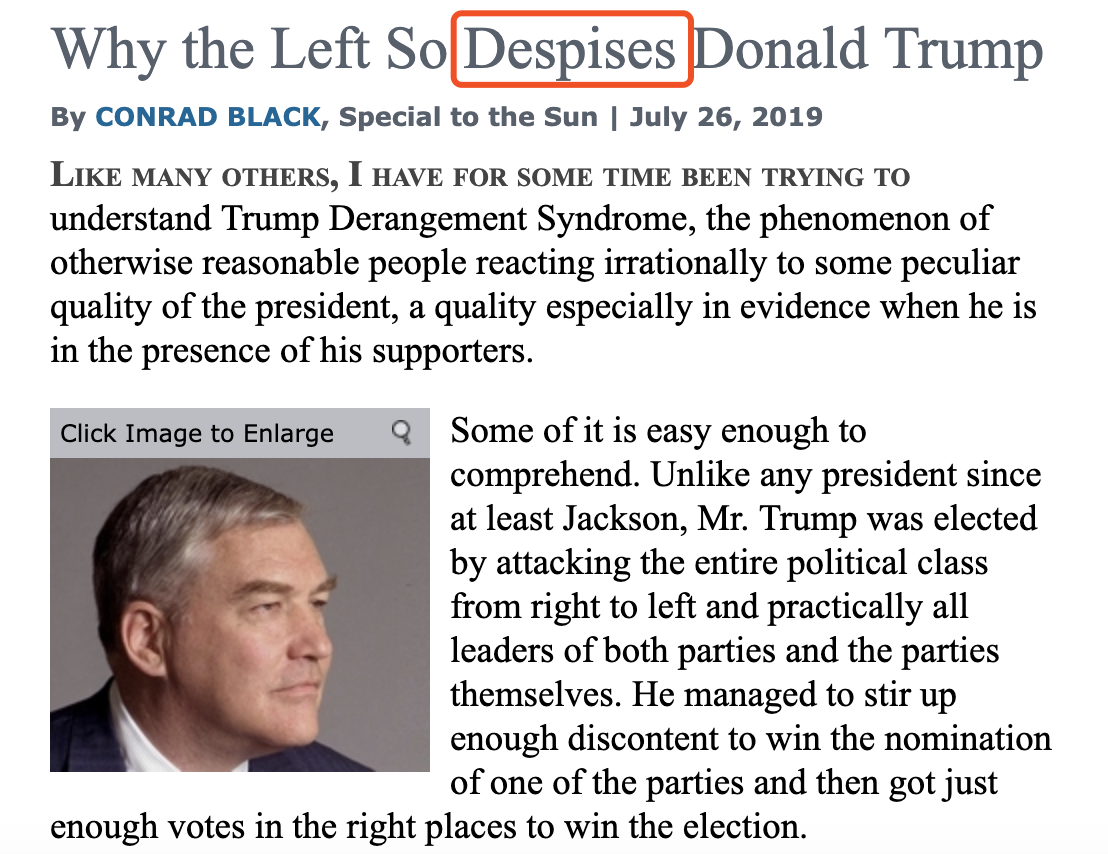 Why the Left So Despises Donald Trump
By CONRAD BLACK, Special to the Sun | July 26, 2019
LIKE MANY OTHERS, I HAVE FOR SOME TIME BEEN TRYING TO
understand Trump Derangement Syndrome, the phenomenon of
otherwise reasonable people reacting irrationally to some peculiar
quality of the president, a quality especially in evidence when he is
in the presence of his supporters.
Click Image to Enlarge
Some of it is easy enough to
comprehend. Unlike any president since
at least Jackson, Mr. Trump was elected
by attacking the entire political class
from right to left and practically all
leaders of both parties and the parties
themselves. He managed to stir up
enough discontent to win the nomination
of one of the parties and then got just
enough votes in the right places to win the election.